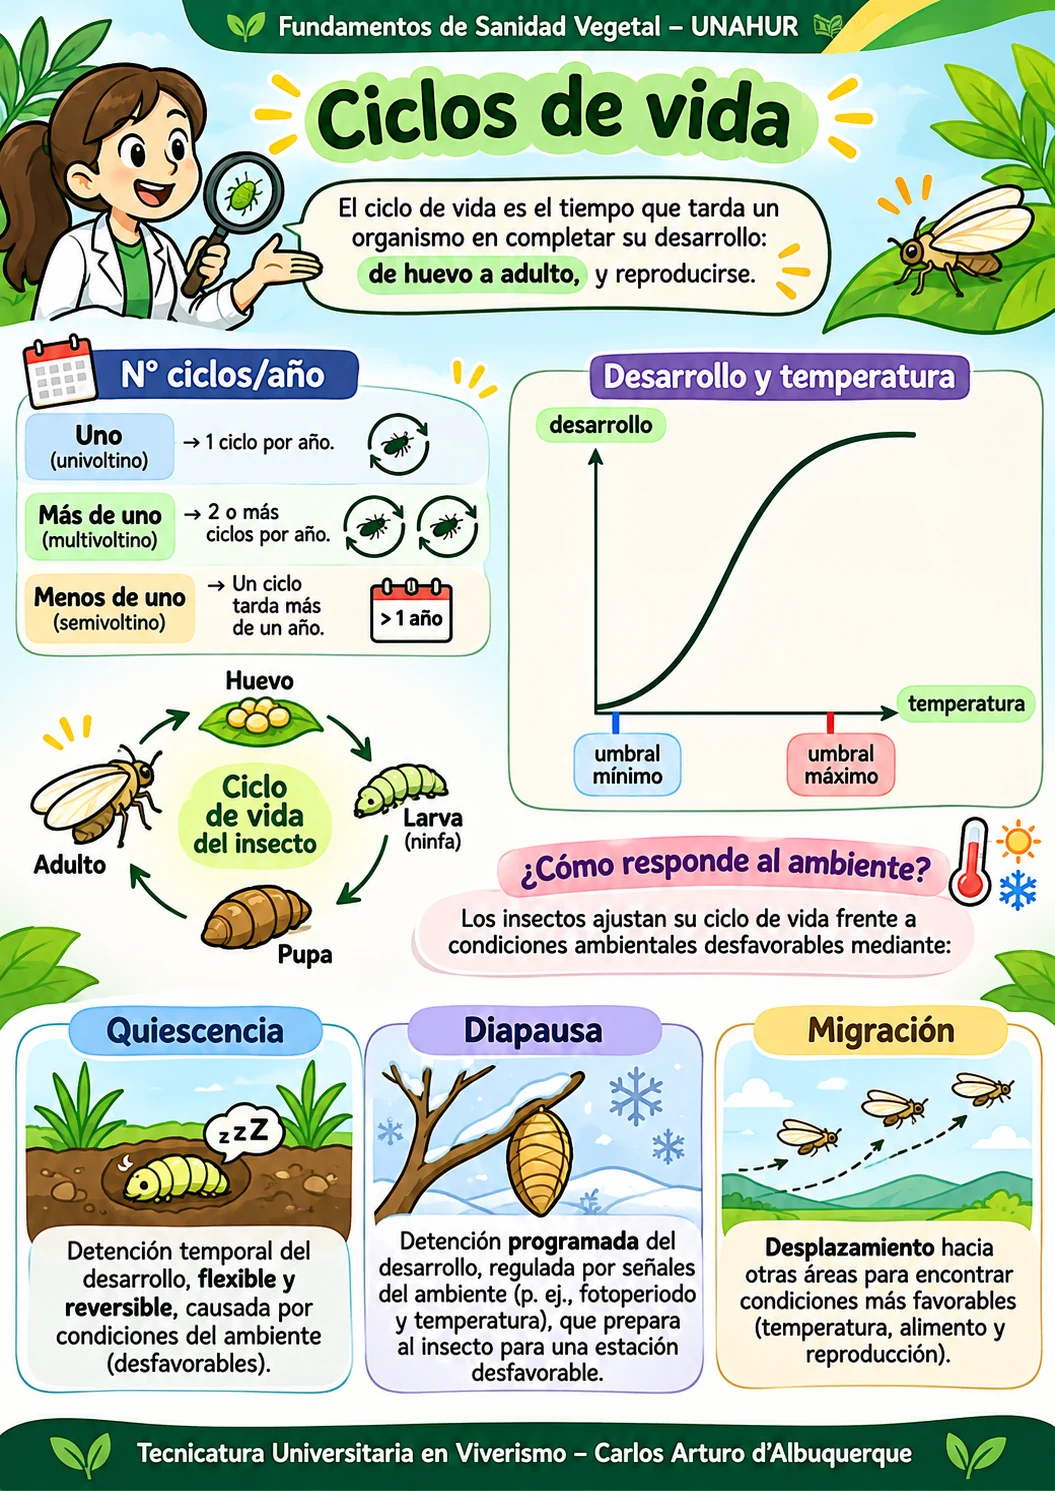 Fundamentos de Sanidad Vegetal – UNAHUR
Ciclos de vida
El ciclo de vida es el tiempo que tarda un
organismo en completar su desarrollo:
de huevo a adulto, y reproducirse.
N° ciclos/año
Uno
(univoltino)
→ 1 ciclo por año.
Más de uno
(multivoltino)
→ 2 o más
ciclos por año.
Menos de uno
(semivoltino)
→ Un ciclo
tarda más
de un año.
> 1 año
Desarrollo y temperatura
desarrollo
temperatura
umbral
mínimo
umbral
máximo
Huevo
Larva
(ninfa)
Pupa
Adulto
Ciclo
de vida
del insecto
¿Cómo responde al ambiente?
Los insectos ajustan su ciclo de vida frente a
condiciones ambientales desfavorables mediante:
Quiescencia
zzZ
Detención temporal del
desarrollo, flexible y
reversible, causada por
condiciones del ambiente
(desfavorables).
Diapausa
Detención programada del
desarrollo, regulada por señales
del ambiente (p. ej., fotoperiodo
y temperatura), que prepara
al insecto para una estación
desfavorable.
Migración
Desplazamiento hacia
otras áreas para encontrar
condiciones más favorables
(temperatura, alimento y
reproducción).
Tecnicatura Universitaria en Viverismo – Carlos Arturo d’Albuquerque